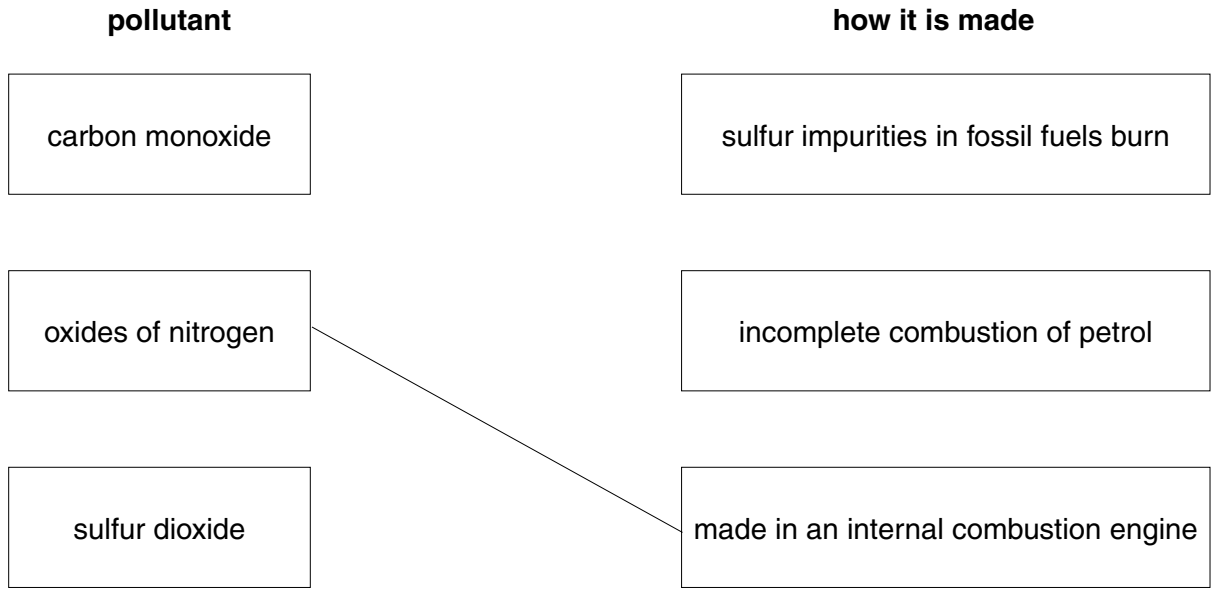 pollutant
how it is made
carbon monoxide
sulfur impurities in fossil fuels burn
oxides of nitrogen
incomplete combustion of petrol
sulfur dioxide
made in an internal combustion engine